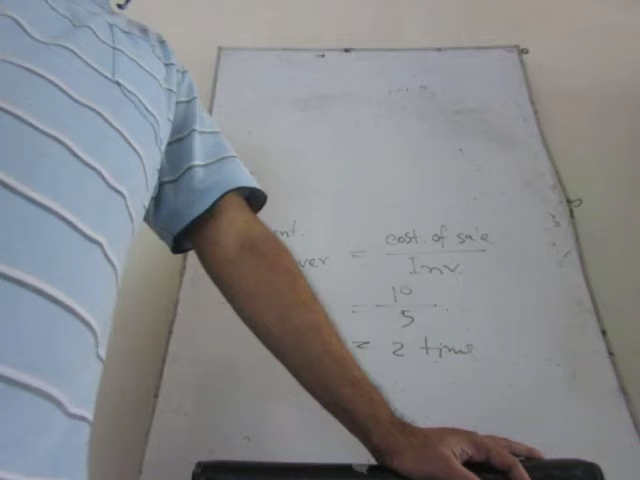 nt.
ver = cost. of sale
Inv.
= 10
5
= 2 time